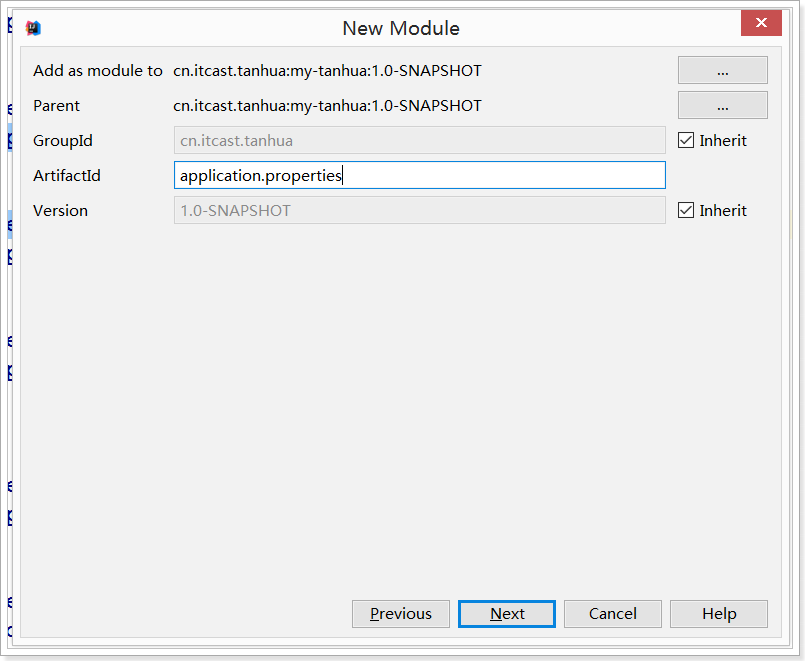 New Module
Add as module to cn.itcast.tanhua:my-tanhua:1.0-SNAPSHOT ...
Parent cn.itcast.tanhua:my-tanhua:1.0-SNAPSHOT ...
GroupId cn.itcast.tanhua Inherit
ArtifactId application.properties
Version 1.0-SNAPSHOT Inherit
Previous Next Cancel Help